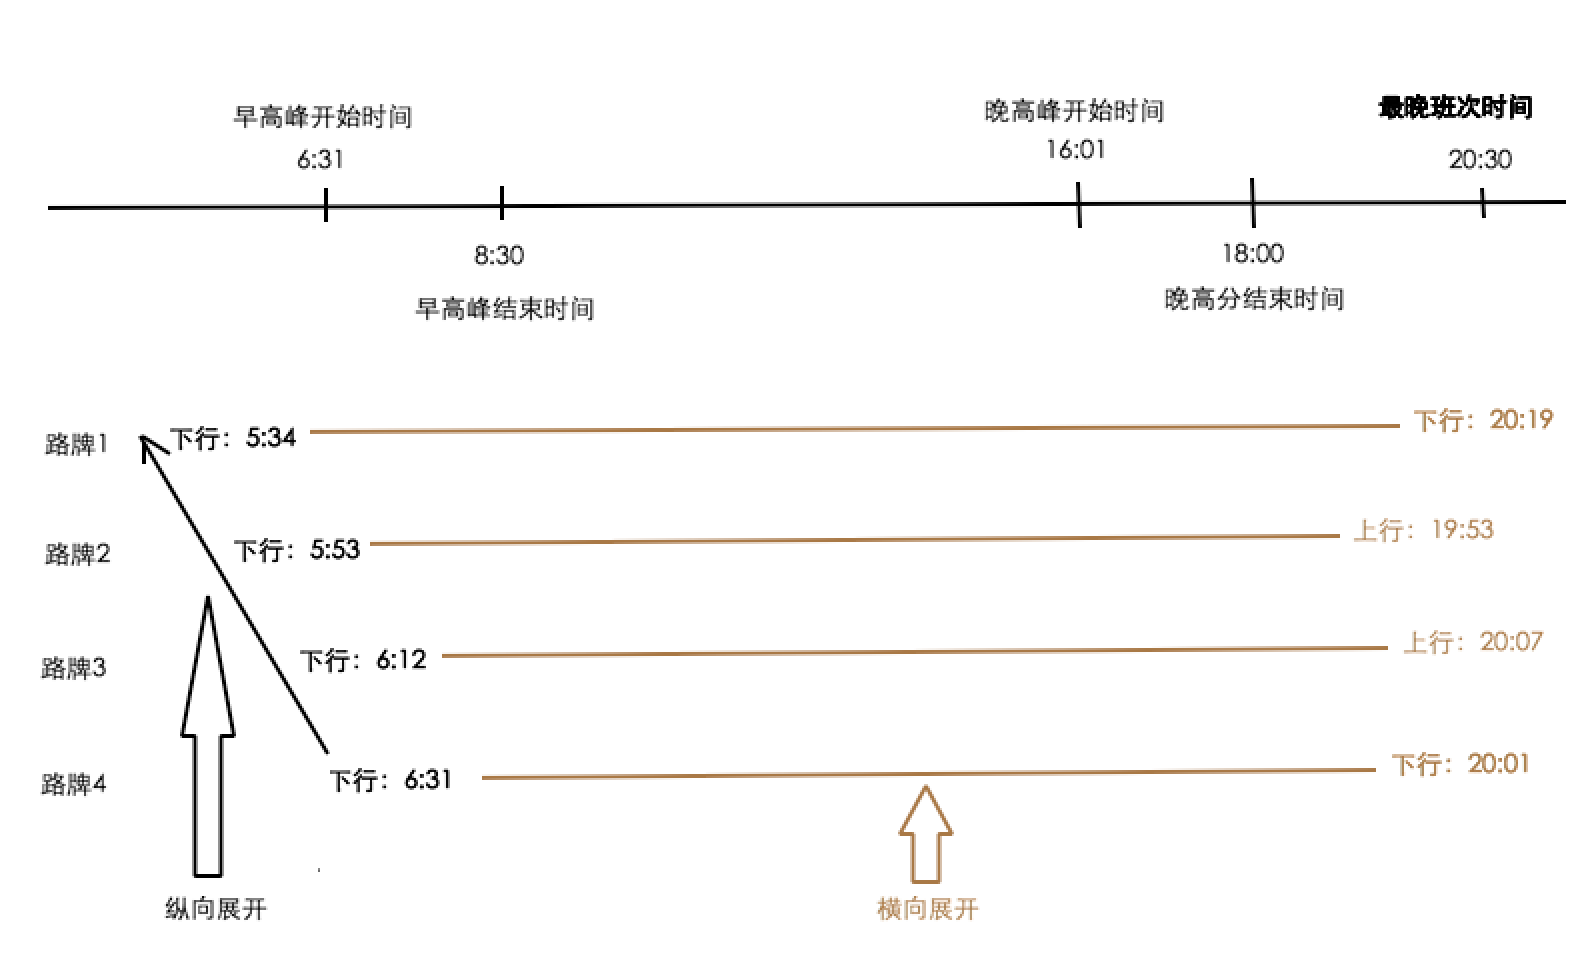 早高峰开始时间
6:31
晚高峰开始时间
16:01
最晚班次时间
20:30
8:30
早高峰结束时间
18:00
晚高分结束时间
路牌1
下行：5:34
下行：20:19
路牌2
下行：5:53
上行：19:53
路牌3
下行：6:12
上行：20:07
路牌4
下行：6:31
下行：20:01
纵向展开
横向展开